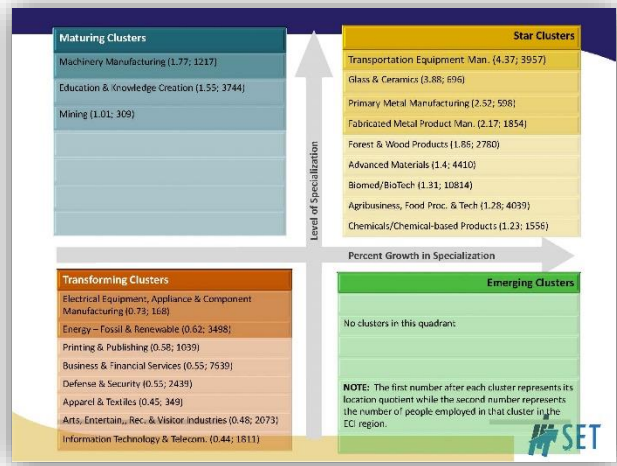 Maturing Clusters
Machinery Manufacturing (1.77; 1217)
Education & Knowledge Creation (1.55; 3744)
Mining (1.01; 309)
Star Clusters
Transportation Equipment Man. (4.37; 3957)
Glass & Ceramics (3.88; 696)
Primary Metal Manufacturing (2.52; 598)
Fabricated Metal Product Man. (2.17; 1854)
Forest & Wood Products (1.86; 2780)
Advanced Materials (1.4; 4410)
Biomed/BioTech (1.31; 10814)
Agribusiness, Food Proc. & Tech (1.28; 4039)
Chemicals/Chemical-based Products (1.23; 1556)
Level of Specialization
Percent Growth in Specialization
Transforming Clusters
Electrical Equipment, Appliance & Component
Manufacturing (0.73; 168)
Energy – Fossil & Renewable (0.62; 3498)
Printing & Publishing (0.58; 1039)
Business & Financial Services (0.55; 7639)
Defense & Security (0.55; 2439)
Apparel & Textiles (0.45; 349)
Arts, Entertain,, Rec. & Visitor Industries (0.48; 2073)
Information Technology & Telecom. (0.44; 1811)
Emerging Clusters
No clusters in this quadrant
NOTE: The first number after each cluster represents its
location quotient while the second number represents
the number of people employed in that cluster in the
ECI region.
SET